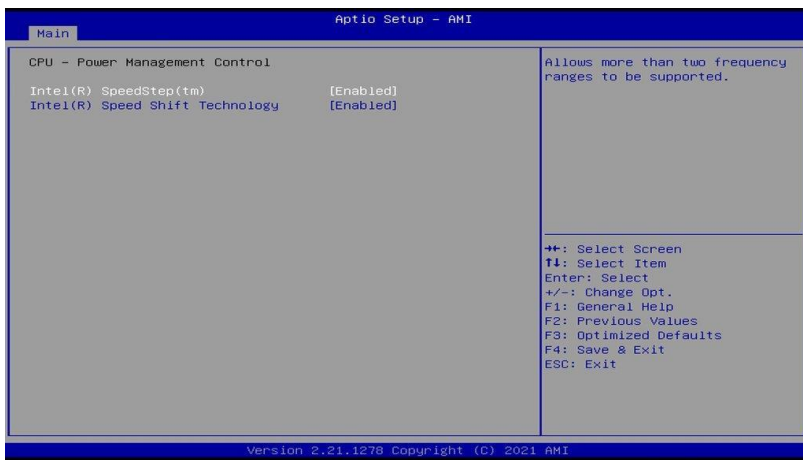 Aptio Setup – AMI
Main
CPU – Power Management Control
Intel(R) SpeedStep(tm) [Enabled]
Intel(R) Speed Shift Technology [Enabled]
Allows more than two frequency
ranges to be supported.
→←: Select Screen
↑↓: Select Item
Enter: Select
+/-: Change Opt.
F1: General Help
F2: Previous Values
F3: Optimized Defaults
F4: Save & Exit
ESC: Exit
Version 2.21.1278 Copyright (C) 2021 AMI